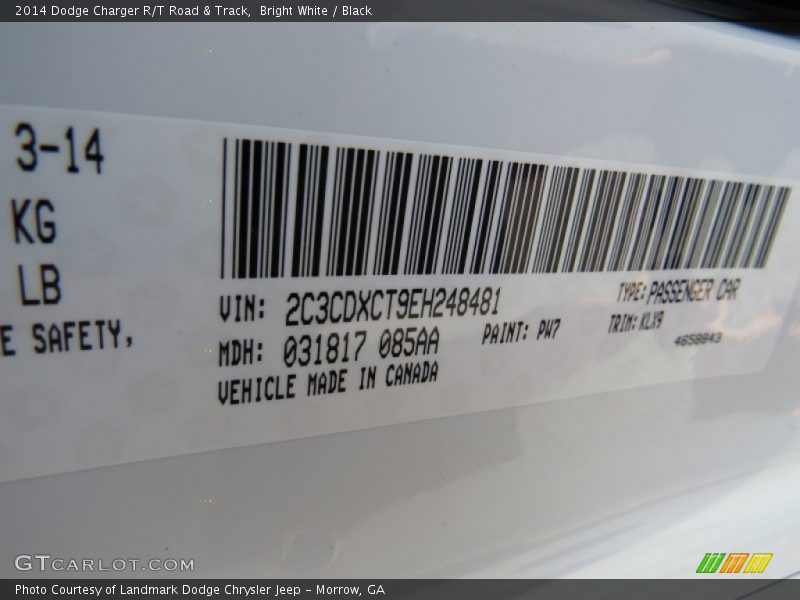 2014 Dodge Charger R/T Road & Track, Bright White / Black
3-14
KG
LB
E SAFETY,
VIN: 2C3CDXCT9EH248481
TYPE: PASSENGER CAR
MDH: 031817 085AA
PAINT: PW7
TRIM: KLX9
4658843
VEHICLE MADE IN CANADA
GTCARLOT.COM
Photo Courtesy of Landmark Dodge Chrysler Jeep – Morrow, GA